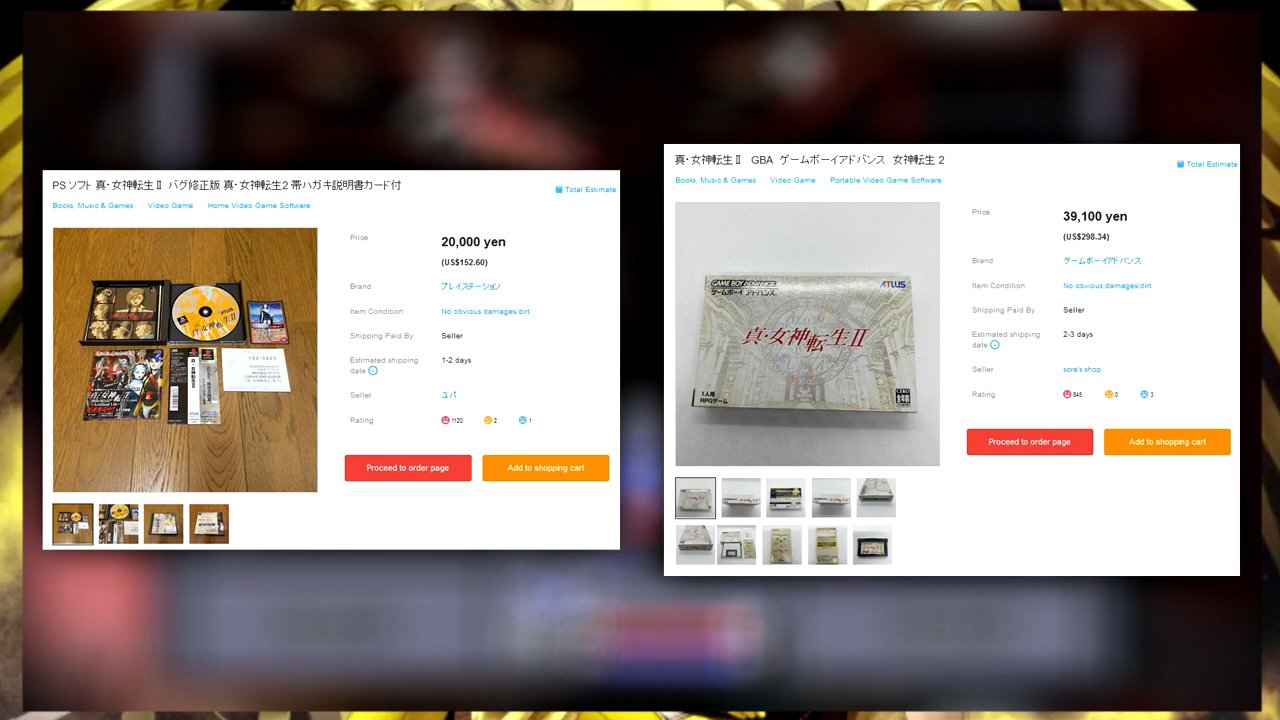 PS ソフト 真・女神転生Ⅱ バグ修正版 真・女神転生2 帯ハガキ説明書カード付
Total Estimate
Books, Music & Games
Video Game
Home Video Game Software
Price
20,000 yen
(US$152.60)
Brand
プレイステーション
Item Condition
No obvious damages/dirt
Shipping Paid By
Seller
Estimated shipping
date
1-2 days
Seller
ユパ
Rating
1120
2
1
Proceed to order page
Add to shopping cart
真・女神転生Ⅱ GBA ゲームボーイアドバンス 女神転生 2
Total Estimate
Books, Music & Games
Video Game
Portable Video Game Software
GAME BOY ADVANCE
ゲームボーイ アドバンス
ATLUS
真・女神転生Ⅱ
1人用
RPGゲーム
Price
39,100 yen
(US$298.34)
Brand
ゲームボーイアドバンス
Item Condition
No obvious damages/dirt
Shipping Paid By
Seller
Estimated shipping
date
2-3 days
Seller
sora's shop
Rating
848
0
3
Proceed to order page
Add to shopping cart